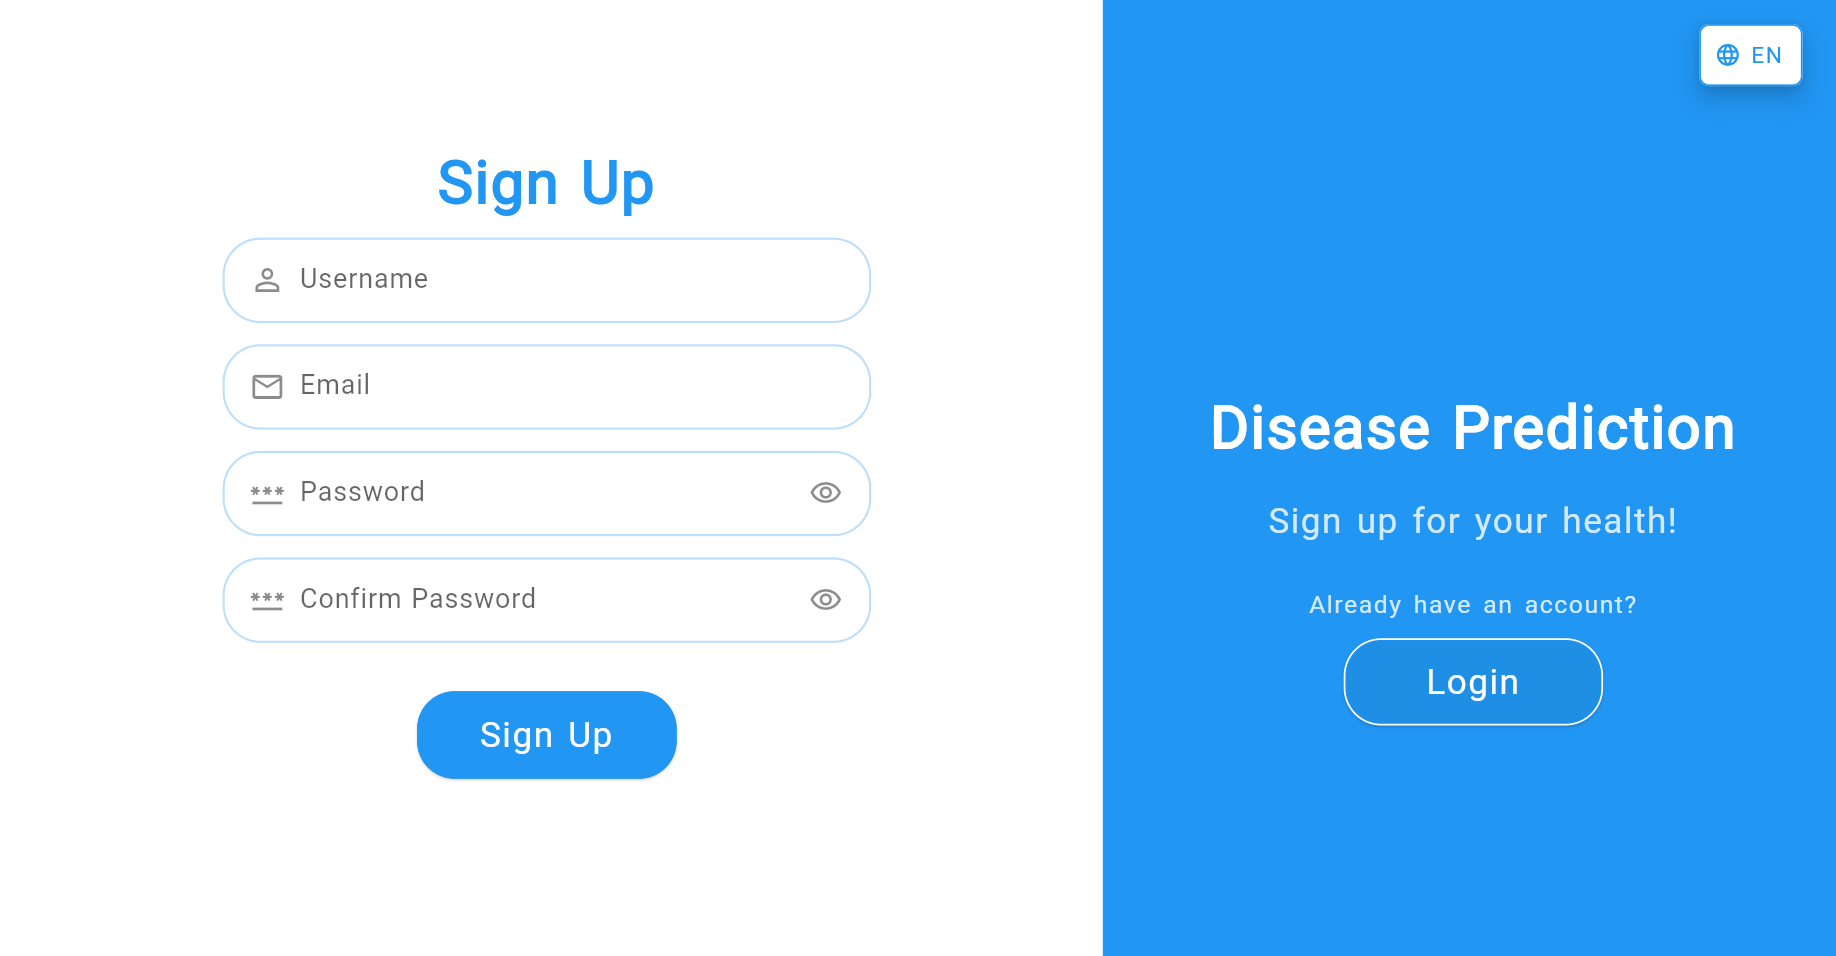 Sign Up
Username
Email
Password
Confirm Password
Sign Up
EN
Disease Prediction
Sign up for your health!
Already have an account?
Login